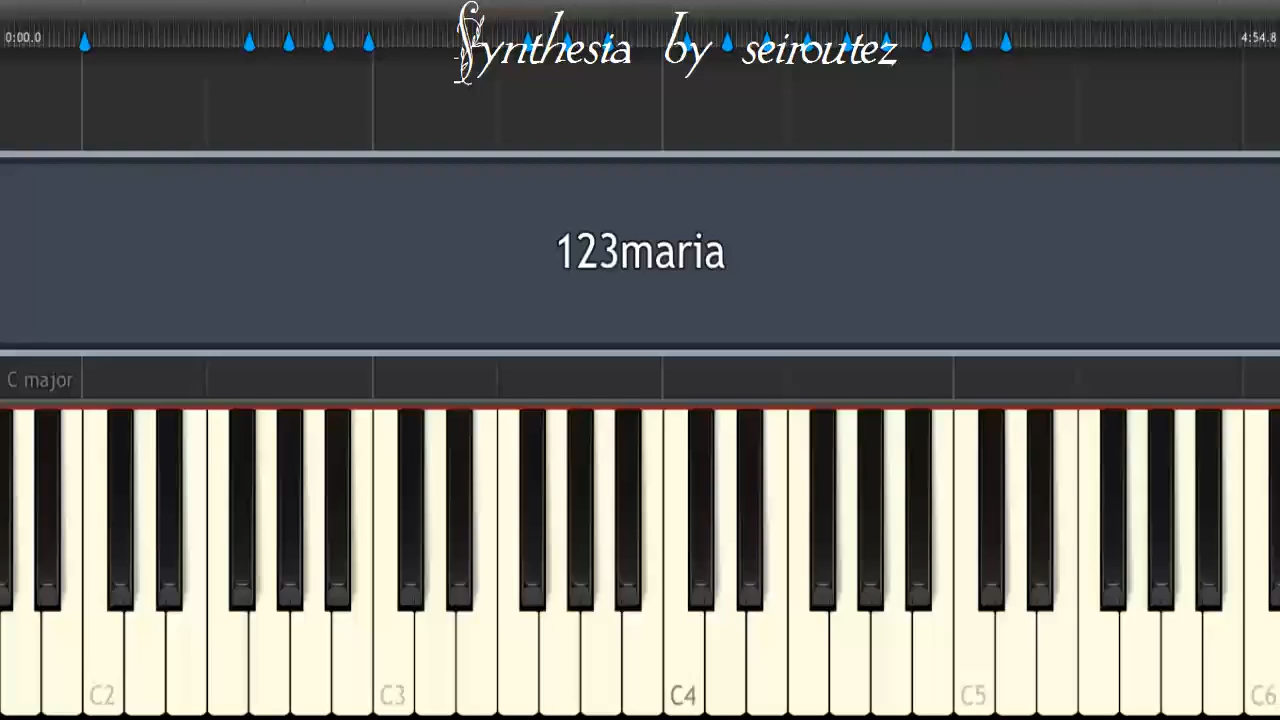 0:00.0 Synthesia by seiroutez 4:54.8
123maria
C major
C2 C3 C4 C5 C6